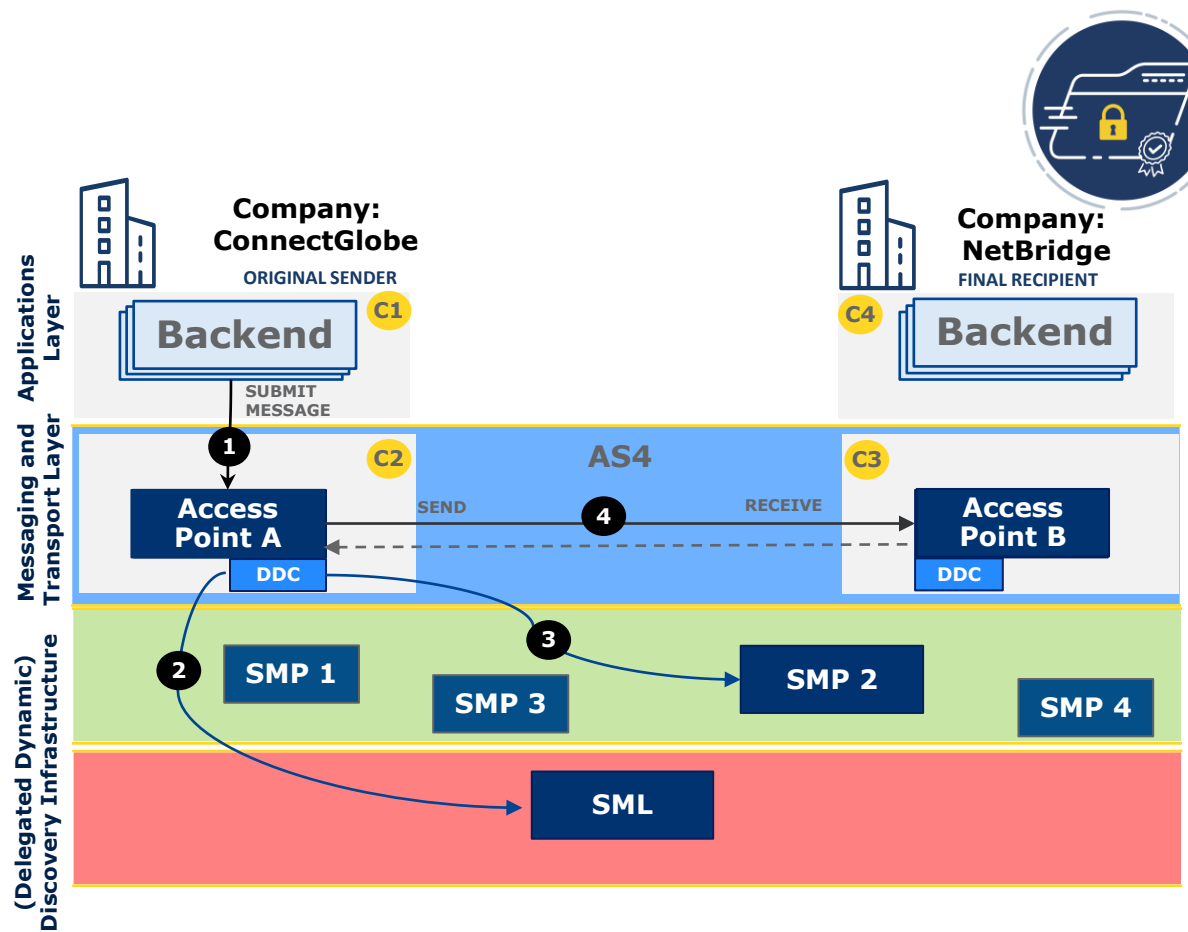 Company:
ConnectGlobe
ORIGINAL SENDER
Company:
NetBridge
FINAL RECIPIENT
Applications
Layer
C1
Backend
SUBMIT
MESSAGE
C4
Backend
Messaging and
Transport Layer
1
C2
AS4
C3
Access
Point A
DDC
SEND
4
RECEIVE
Access
Point B
DDC
(Delegated Dynamic)
Discovery Infrastructure
2
3
SMP 1
SMP 3
SMP 2
SMP 4
SML